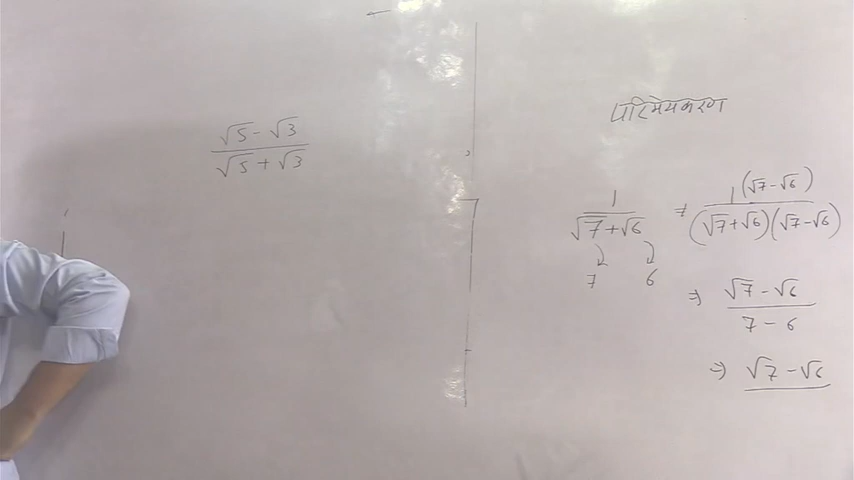 √5 - √3
√5 + √3
परिमेयकरण
1
√7 + √6
7 6
⇒ 1(√7 - √6)
(√7 + √6)(√7 - √6)
⇒ √7 - √6
7 - 6
⇒ √7 - √6